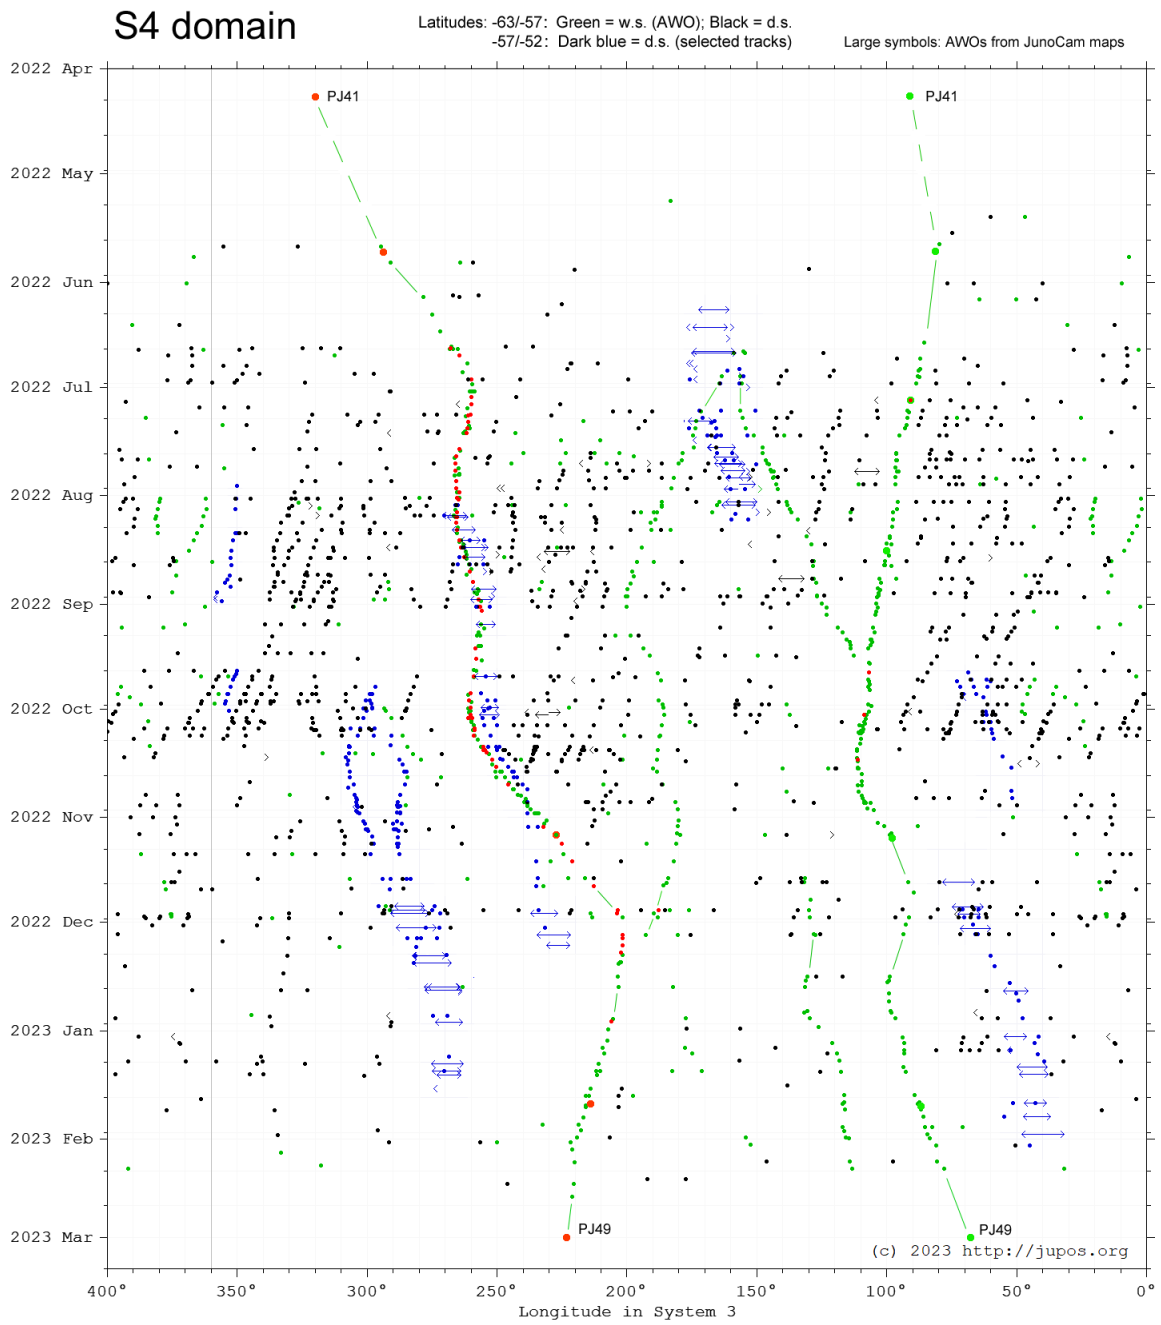 S4 domain
Latitudes: -63/-57: Green = w.s. (AWO); Black = d.s.
-57/-52: Dark blue = d.s. (selected tracks)
Large symbols: AWOs from JunoCam maps
2022 Apr
PJ41
PJ41
2022 May
2022 Jun
2022 Jul
2022 Aug
2022 Sep
2022 Oct
2022 Nov
2022 Dec
2023 Jan
2023 Feb
PJ49
PJ49
2023 Mar
(c) 2023 http://jupos.org
400° 350° 300° 250° 200° 150° 100° 50° 0°
Longitude in System 3